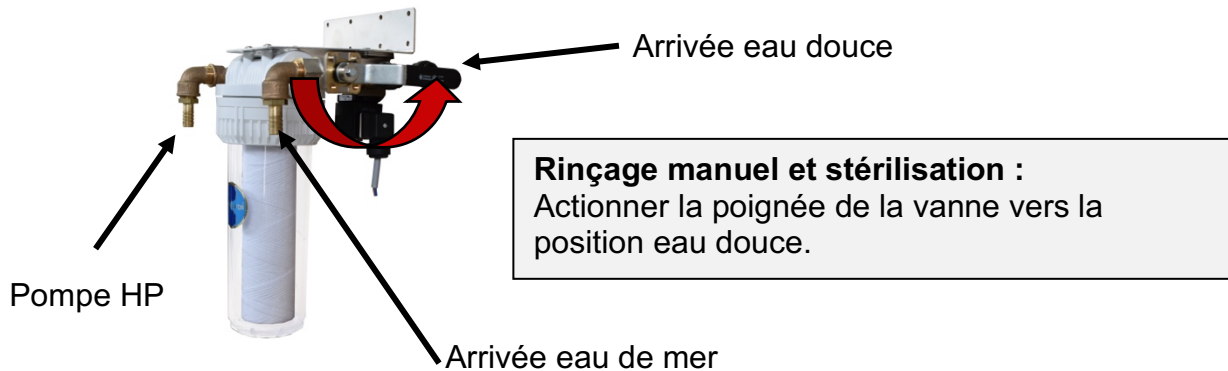 Arrivée eau douce
Rinçage manuel et stérilisation :
Actionner la poignée de la vanne vers la
position eau douce.
Pompe HP
Arrivée eau de mer